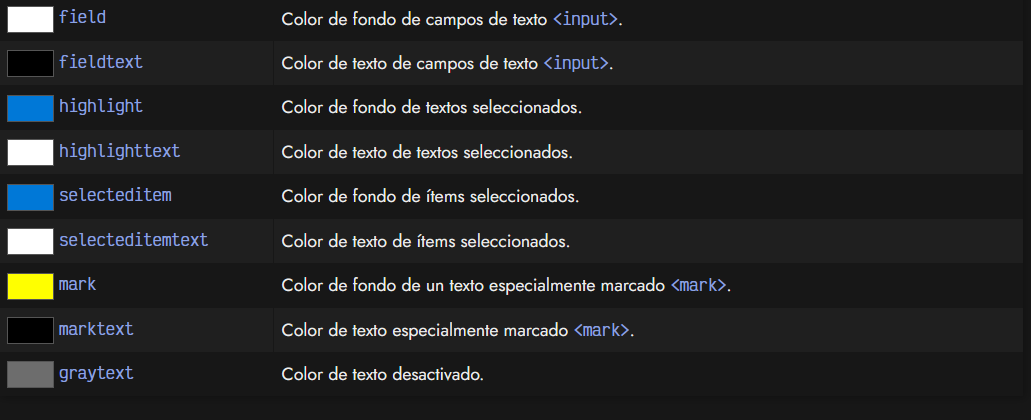 field Color de fondo de campos de texto <input>.
fieldtext Color de texto de campos de texto <input>.
highlight Color de fondo de textos seleccionados.
highlighttext Color de texto de textos seleccionados.
selecteditem Color de fondo de ítems seleccionados.
selecteditemtext Color de texto de ítems seleccionados.
mark Color de fondo de un texto especialmente marcado <mark>.
marktext Color de texto especialmente marcado <mark>.
graytext Color de texto desactivado.